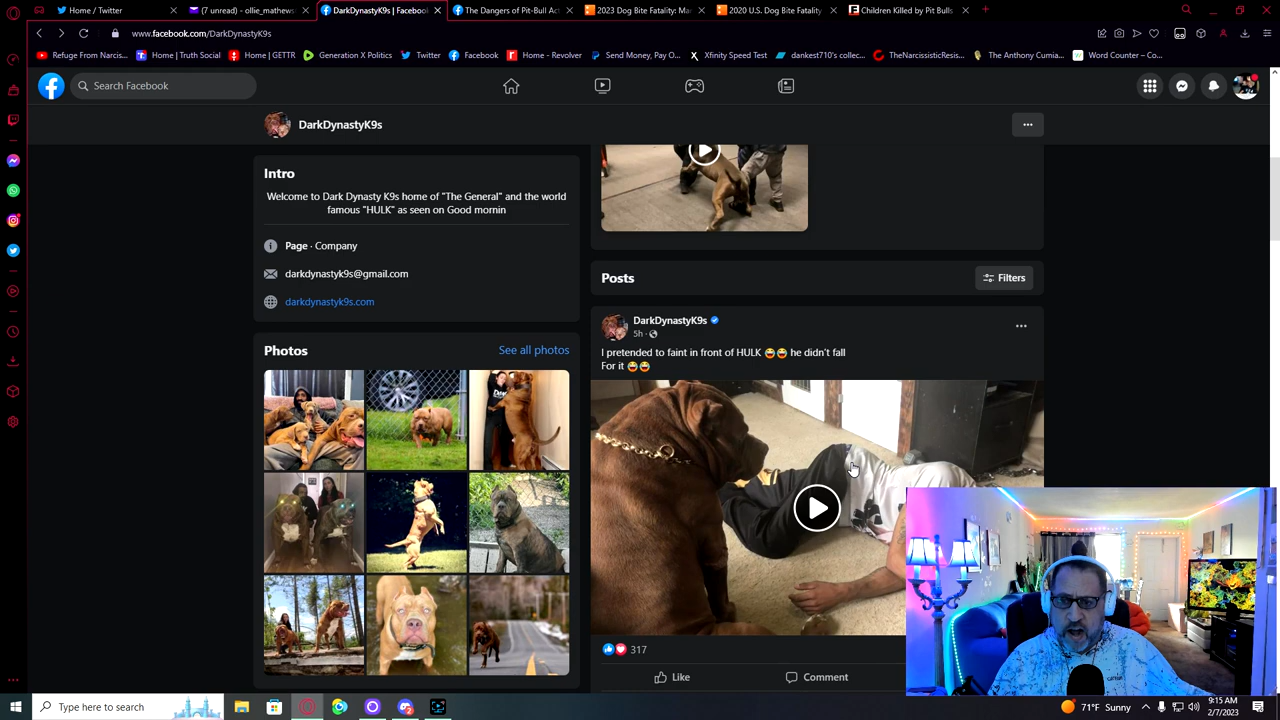 Home / Twitter
(7 unread) - ollie_mathews
DarkDynastyK9s | Facebook
The Dangers of Pit-Bull Act
2023 Dog Bite Fatality: Ma
2020 U.S. Dog Bite Fatality
Children Killed by Pit Bulls
www.facebook.com/DarkDynastyK9s
Refuge From Narcis...
Home | Truth Social
Home | GETTR
Generation X Politics
Twitter
Facebook
Home - Revolver
Send Money, Pay O...
Xfinity Speed Test
dankest710's collec...
TheNarcissisticResis...
The Anthony Cumia...
Word Counter – Co...
Search Facebook
DarkDynastyK9s
Intro
Welcome to Dark Dynasty K9s home of "The General" and the world
famous "HULK" as seen on Good mornin
Page · Company
darkdynastyk9s@gmail.com
darkdynastyk9s.com
Photos
See all photos
Posts
Filters
DarkDynastyK9s
5h ·
I pretended to faint in front of HULK 😂😂 he didn't fall
For it 😂😂
317
Like
Comment
Type here to search
71°F Sunny
9:15 AM
2/7/2023